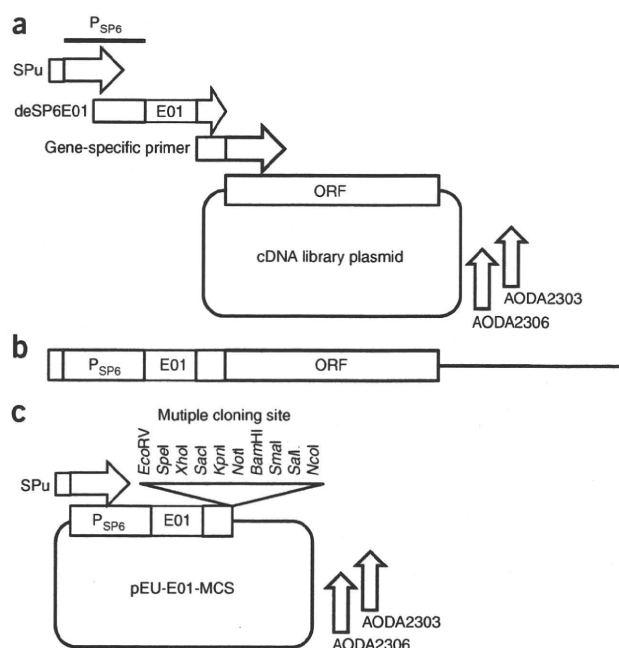 a
P_SP6
SPu
deSP6E01
E01
Gene-specific primer
ORF
cDNA library plasmid
AODA2303
AODA2306
b
P_SP6
E01
ORF
c
Mutiple cloning site
EcoRV
SpeI
XhoI
SacI
KpnI
NotI
BamHI
SmaI
SalI.
NcoI
SPu
P_SP6
E01
pEU-E01-MCS
AODA2303
AODA2306